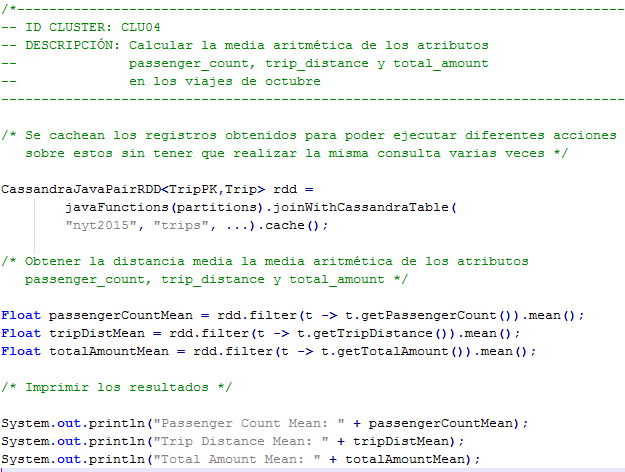 /*----------------------------------------------------------------------------
-- ID CLUSTER: CLU04
-- DESCRIPCIÓN: Calcular la media aritmética de los atributos
--              passenger_count, trip_distance y total_amount
--              en los viajes de octubre
------------------------------------------------------------------------------
/* Se cachean los registros obtenidos para poder ejecutar diferentes acciones
   sobre estos sin tener que realizar la misma consulta varias veces */
CassandraJavaPairRDD<TripPK,Trip> rdd =
        javaFunctions(partitions).joinWithCassandraTable(
        "nyt2015", "trips", ...).cache();
/* Obtener la distancia media la media aritmética de los atributos
   passenger_count, trip_distance y total_amount */
Float passengerCountMean = rdd.filter(t -> t.getPassengerCount()).mean();
Float tripDistMean = rdd.filter(t -> t.getTripDistance()).mean();
Float totalAmountMean = rdd.filter(t -> t.getTotalAmount()).mean();
/* Imprimir los resultados */
System.out.println("Passenger Count Mean: " + passengerCountMean);
System.out.println("Trip Distance Mean: " + tripDistMean);
System.out.println("Total Amount Mean: " + totalAmountMean);